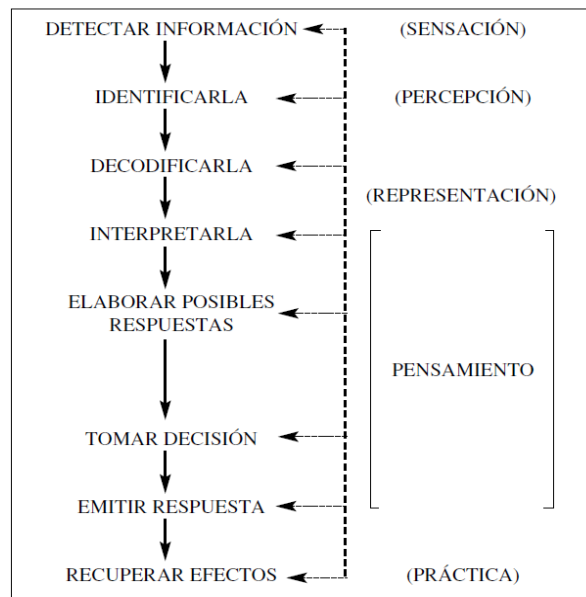 DETECTAR INFORMACIÓN (SENSACIÓN)
IDENTIFICARLA (PERCEPCIÓN)
DECODIFICARLA
(REPRESENTACIÓN)
INTERPRETARLA
ELABORAR POSIBLES
RESPUESTAS
PENSAMIENTO
TOMAR DECISIÓN
EMITIR RESPUESTA
RECUPERAR EFECTOS (PRÁCTICA)